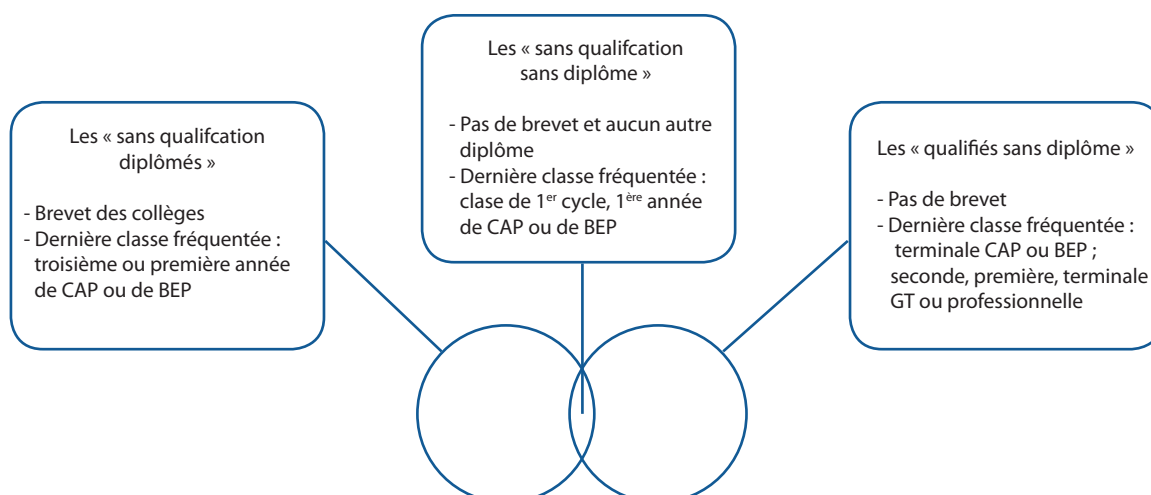 Les « sans qualifcation
diplômés »
- Brevet des collèges
- Dernière classe fréquentée :
troisième ou première année
de CAP ou de BEP
Les « sans qualifcation
sans diplôme »
- Pas de brevet et aucun autre
diplôme
- Dernière classe fréquentée :
clase de 1er cycle, 1ère année
de CAP ou de BEP
Les « qualifiés sans diplôme »
- Pas de brevet
- Dernière classe fréquentée :
terminale CAP ou BEP ;
seconde, première, terminale
GT ou professionnelle